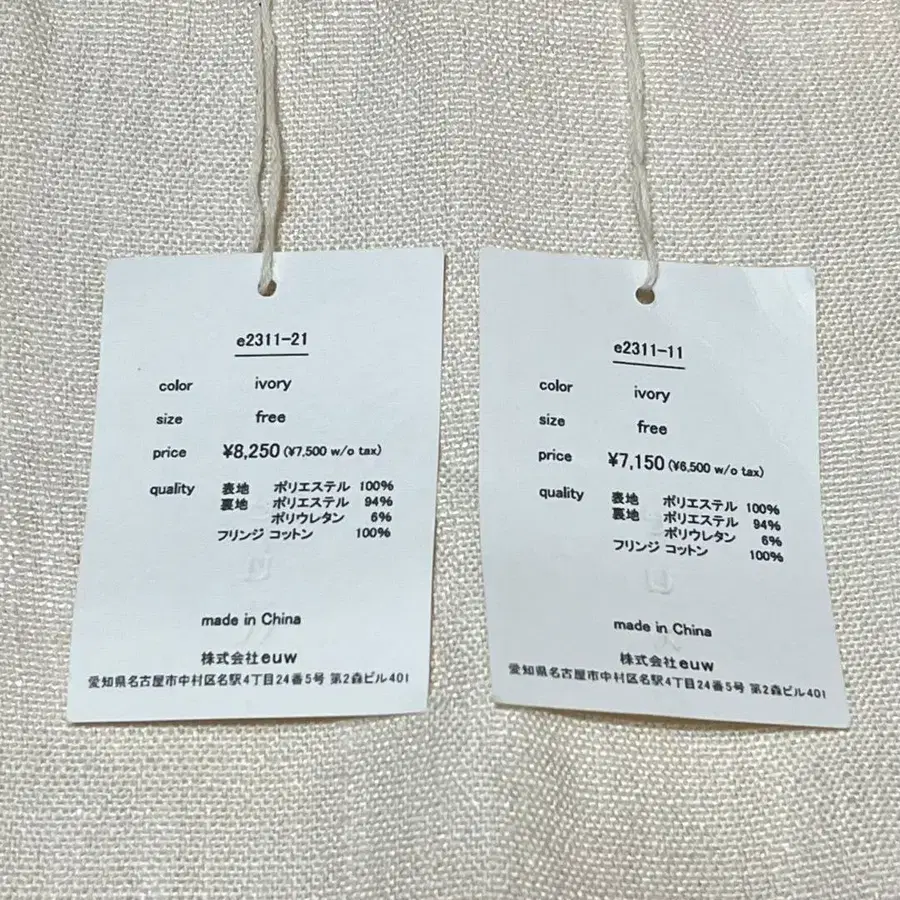 e2311-21
color ivory
size free
price ¥8,250 (¥7,500 w/o tax)
quality 表地 ポリエステル 100%
裏地 ポリエステル 94%
ポリウレタン 6%
フリンジ コットン 100%
made in China
株式会社euw
愛知県名古屋市中村区名駅4丁目24番5号 第2森ビル401
e2311-11
color ivory
size free
price ¥7,150 (¥6,500 w/o tax)
quality 表地 ポリエステル 100%
裏地 ポリエステル 94%
ポリウレタン 6%
フリンジ コットン 100%
made in China
株式会社euw
愛知県名古屋市中村区名駅4丁目24番5号 第2森ビル401